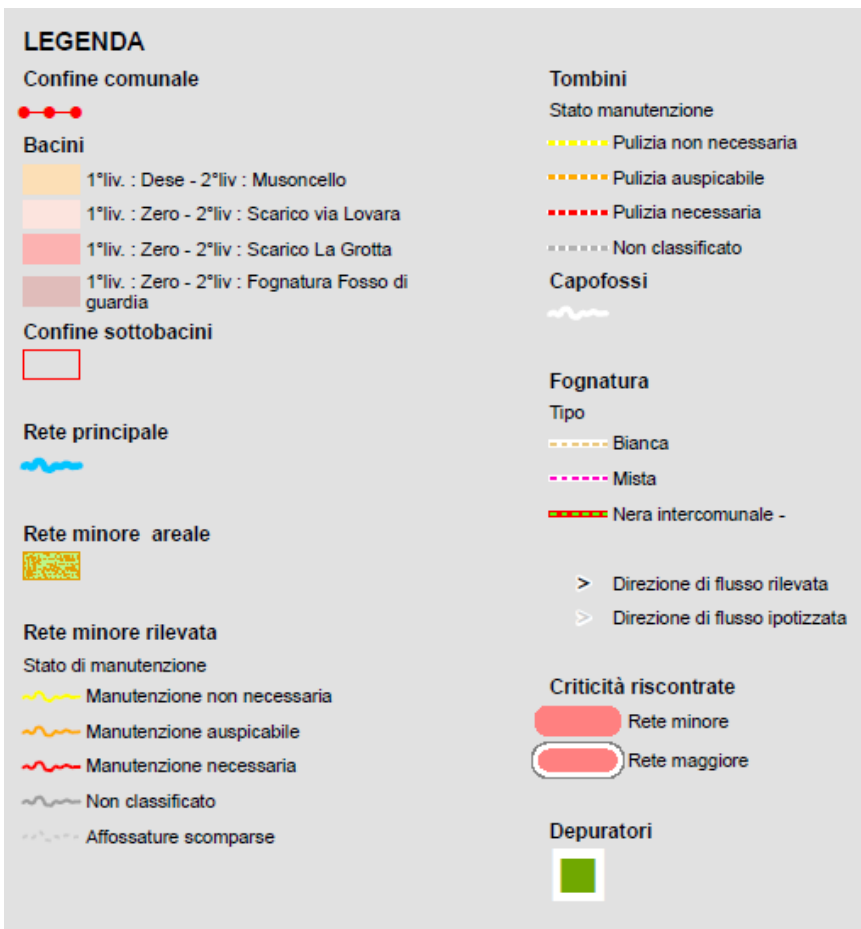 LEGENDA
Confine comunale
Bacini
1°liv. : Dese - 2°liv : Musoncello
1°liv. : Zero - 2°liv : Scarico via Lovara
1°liv. : Zero - 2°liv : Scarico La Grotta
1°liv. : Zero - 2°liv : Fognatura Fosso di
guardia
Confine sottobacini
Rete principale
Rete minore  areale
Rete minore rilevata
Stato di manutenzione
Manutenzione non necessaria
Manutenzione auspicabile
Manutenzione necessaria
Non classificato
Affossature scomparse
Tombini
Stato manutenzione
Pulizia non necessaria
Pulizia auspicabile
Pulizia necessaria
Non classificato
Capofossi
Fognatura
Tipo
Bianca
Mista
Nera intercomunale -
Direzione di flusso rilevata
Direzione di flusso ipotizzata
Criticità riscontrate
Rete minore
Rete maggiore
Depuratori